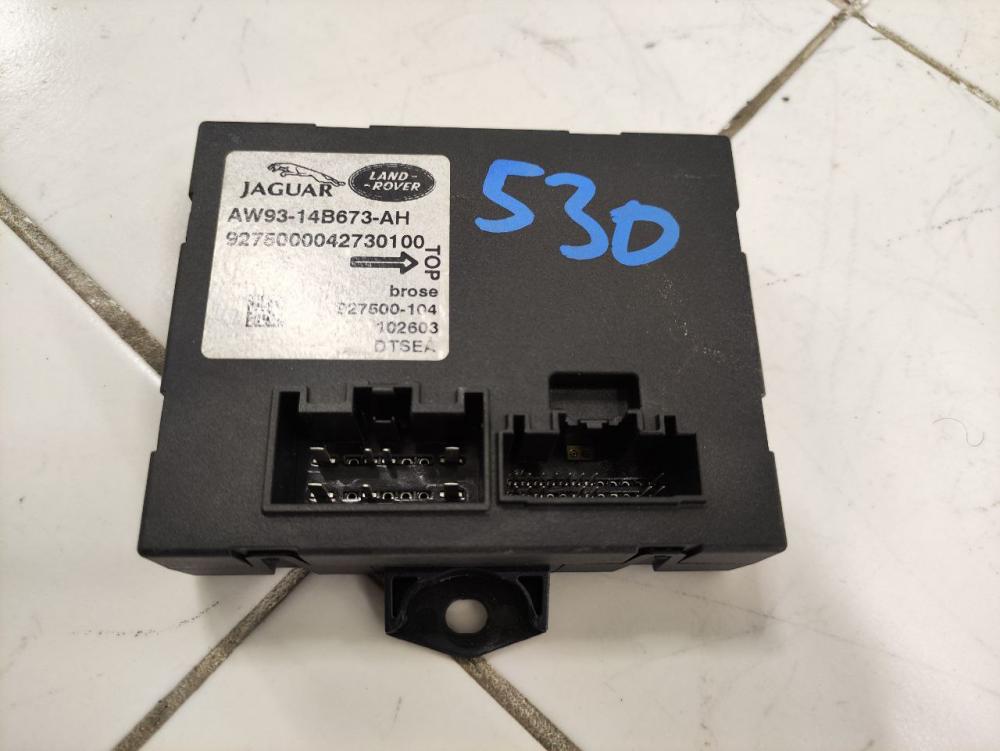 JAGUAR
LAND-
-ROVER
AW93-14B673-AH
9275000042730100
TOP
brose
927500-104
102603
DTSEA
530